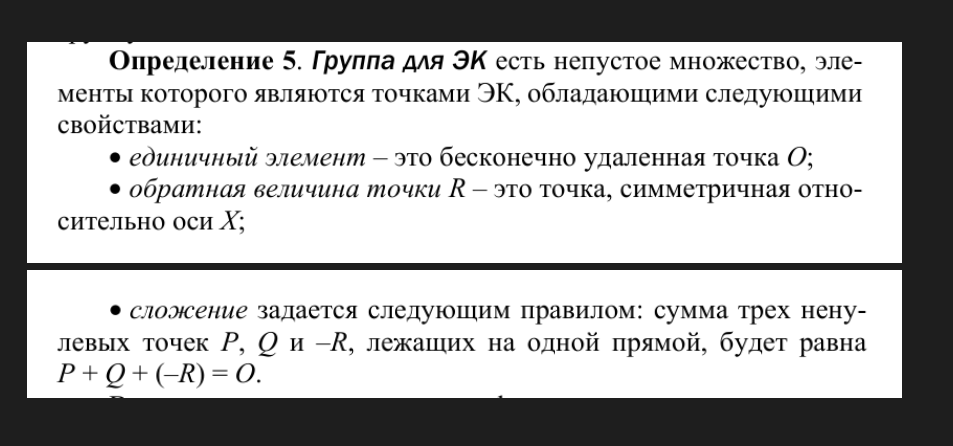 Определение 5. Группа для ЭК есть непустое множество, эле-
менты которого являются точками ЭК, обладающими следующими
свойствами:
• единичный элемент – это бесконечно удаленная точка O;
• обратная величина точки R – это точка, симметричная отно-
сительно оси X;
• сложение задается следующим правилом: сумма трех нену-
левых точек P, Q и –R, лежащих на одной прямой, будет равна
P + Q + (–R) = O.